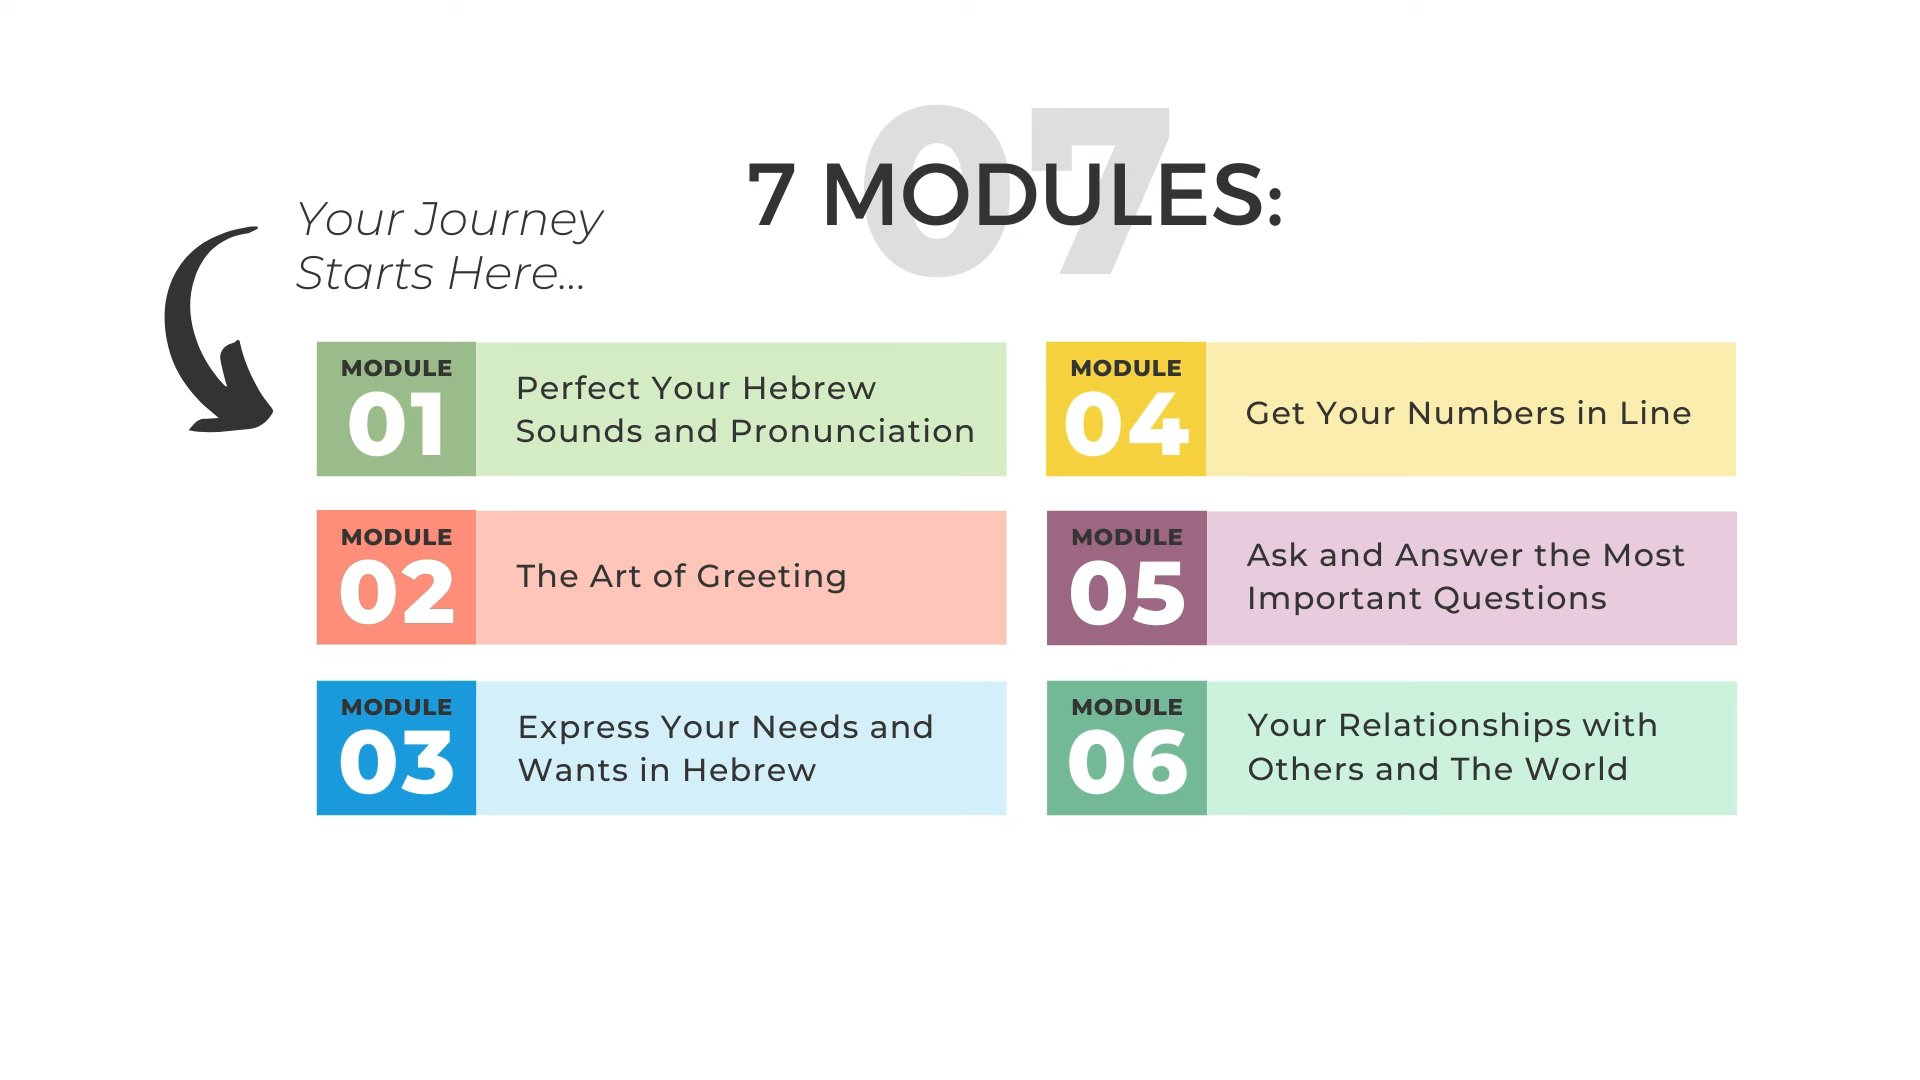 07
7 MODULES:
Your Journey
Starts Here...
MODULE
01
Perfect Your Hebrew
Sounds and Pronunciation
MODULE
02
The Art of Greeting
MODULE
03
Express Your Needs and
Wants in Hebrew
MODULE
04
Get Your Numbers in Line
MODULE
05
Ask and Answer the Most
Important Questions
MODULE
06
Your Relationships with
Others and The World